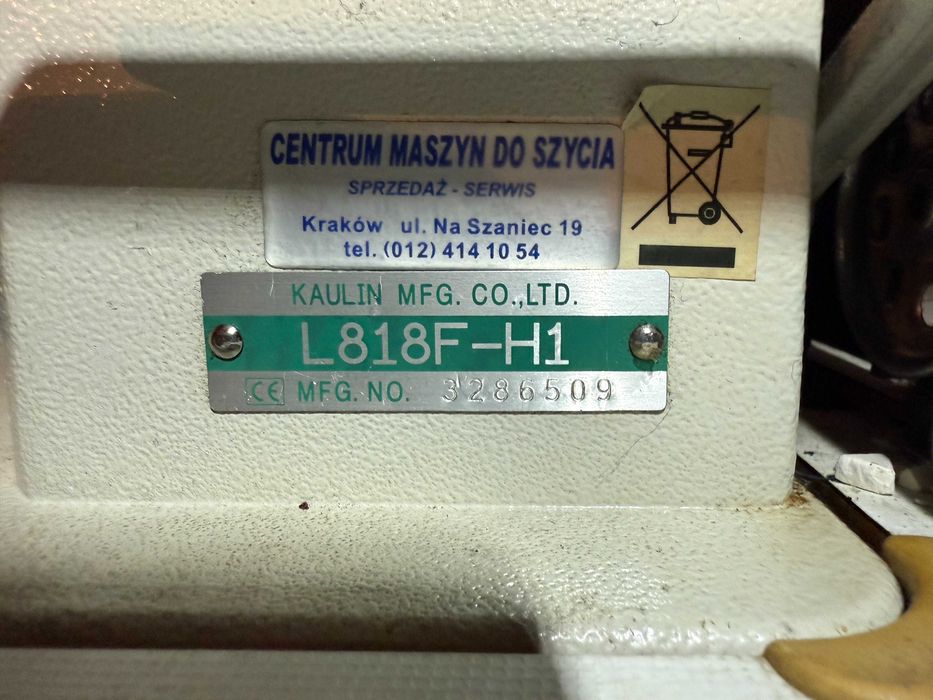 CENTRUM MASZYN DO SZYCIA
SPRZEDAŻ - SERWIS
Kraków ul. Na Szaniec 19
tel. (012) 414 10 54
KAULIN MFG. CO.,LTD.
L818F-H1
CE MFG. NO. 3286509